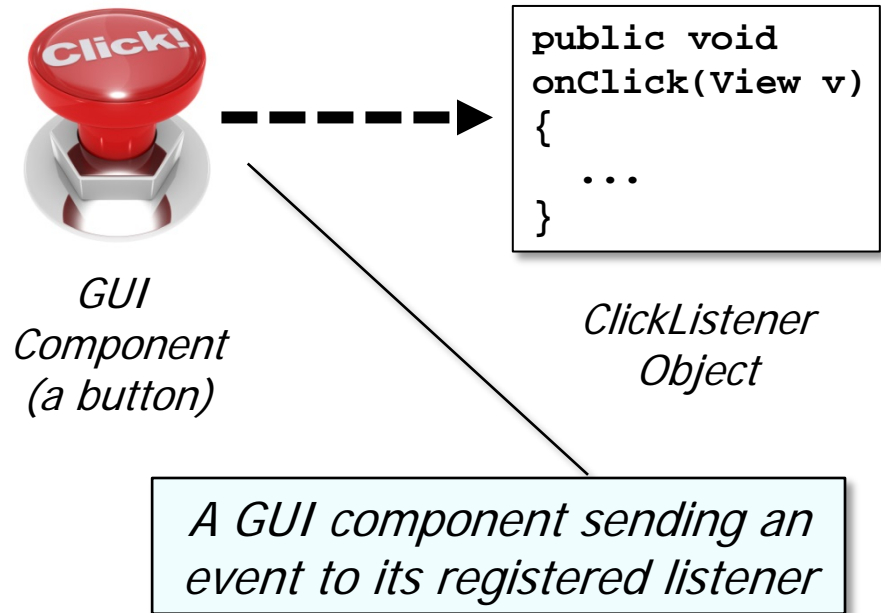 Click!
public void
onClick(View v)
{
...
}
GUI
Component
(a button)
ClickListener
Object
A GUI component sending an
event to its registered listener